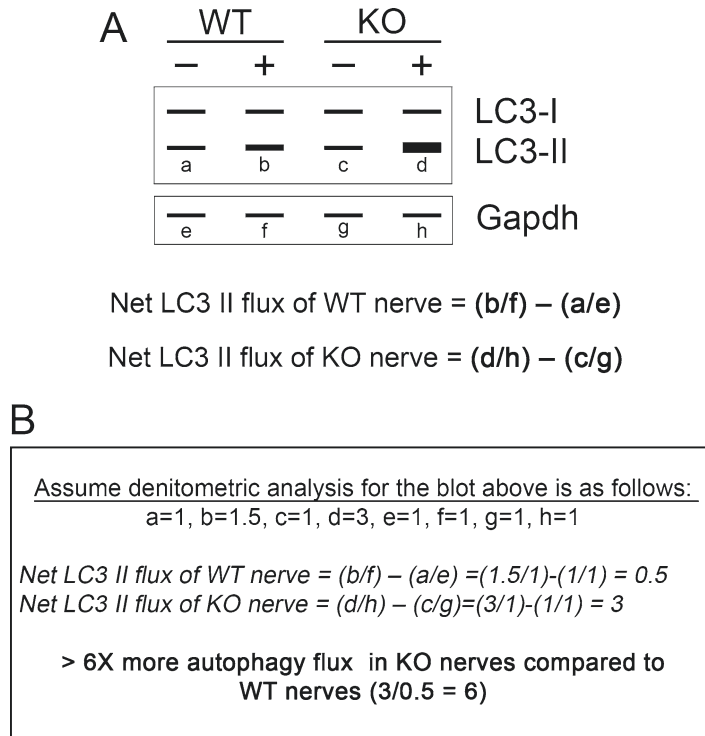 A
WT KO
– + – +
LC3-I
LC3-II
a b c d
Gapdh
e f g h
Net LC3 II flux of WT nerve = (b/f) – (a/e)
Net LC3 II flux of KO nerve = (d/h) – (c/g)
B
Assume denitometric analysis for the blot above is as follows:
a=1, b=1.5, c=1, d=3, e=1, f=1, g=1, h=1
Net LC3 II flux of WT nerve = (b/f) – (a/e) =(1.5/1)-(1/1) = 0.5
Net LC3 II flux of KO nerve = (d/h) – (c/g)=(3/1)-(1/1) = 3
> 6X more autophagy flux in KO nerves compared to
WT nerves (3/0.5 = 6)